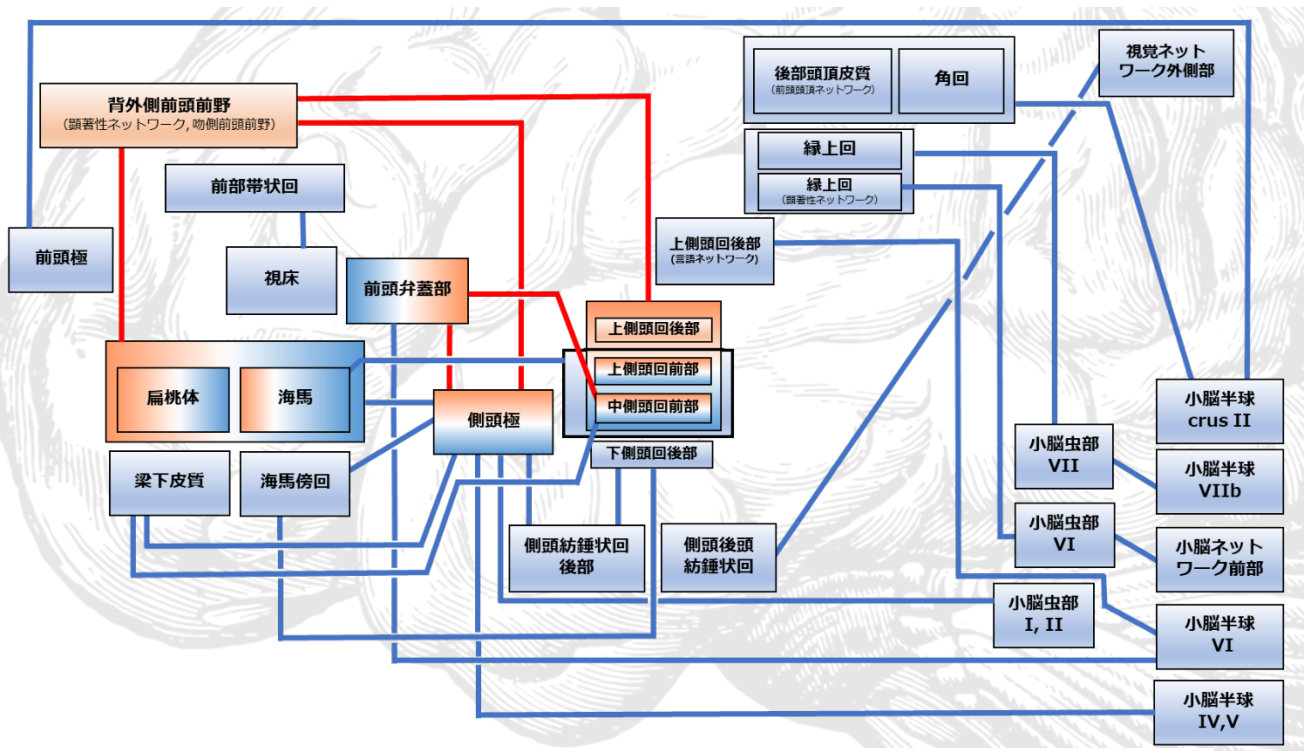 背外側前頭前野
（顕著性ネットワーク, 吻側前頭前野）
前部帯状回
前頭極
視床
前頭弁蓋部
扁桃体
海馬
梁下皮質
海馬傍回
側頭極
上側頭回後部
上側頭回前部
中側頭回前部
下側頭回後部
側頭紡錘状回
後部
側頭後頭
紡錘状回
上側頭回後部
(言語ネットワーク)
後部頭頂皮質
（前頭頭頂ネットワーク）
角回
縁上回
縁上回
（顕著性ネットワーク）
視覚ネット
ワーク外側部
小脳半球
crus II
小脳虫部
VII
小脳半球
VIIb
小脳虫部
VI
小脳ネット
ワーク前部
小脳虫部
I, II
小脳半球
VI
小脳半球
IV,V